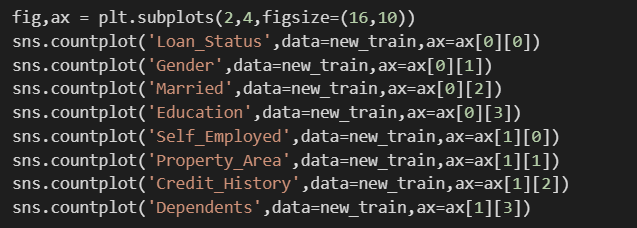 fig,ax = plt.subplots(2,4,figsize=(16,10))
sns.countplot('Loan_Status',data=new_train,ax=ax[0][0])
sns.countplot('Gender',data=new_train,ax=ax[0][1])
sns.countplot('Married',data=new_train,ax=ax[0][2])
sns.countplot('Education',data=new_train,ax=ax[0][3])
sns.countplot('Self_Employed',data=new_train,ax=ax[1][0])
sns.countplot('Property_Area',data=new_train,ax=ax[1][1])
sns.countplot('Credit_History',data=new_train,ax=ax[1][2])
sns.countplot('Dependents',data=new_train,ax=ax[1][3])